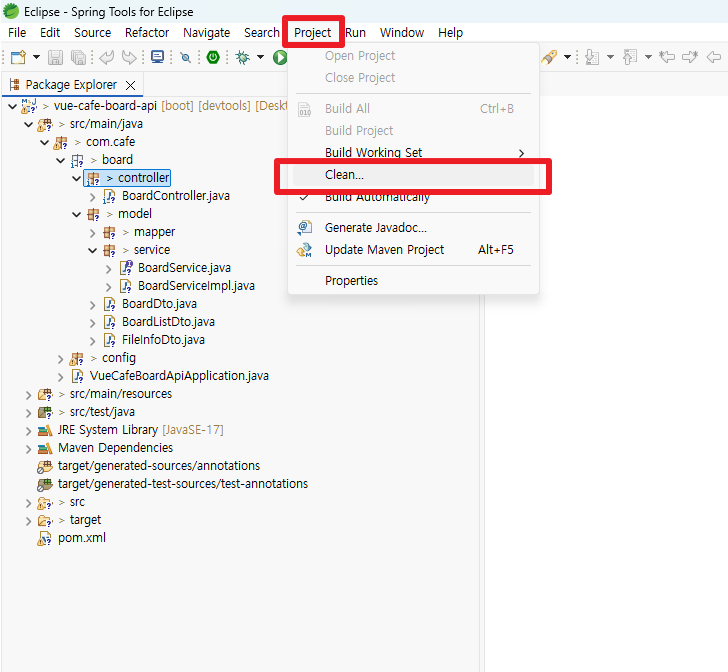 Eclipse - Spring Tools for Eclipse
File Edit Source Refactor Navigate Search Project Run Window Help
Package Explorer
> vue-cafe-board-api [boot] [devtools]
> src/main/java
> com.cafe
> board
> controller
BoardController.java
> model
> mapper
> service
BoardService.java
BoardServiceImpl.java
BoardDto.java
BoardListDto.java
FileInfoDto.java
> config
VueCafeBoardApiApplication.java
> src/main/resources
> src/test/java
JRE System Library [JavaSE-17]
Maven Dependencies
target/generated-sources/annotations
target/generated-test-sources/test-annotations
> src
> target
pom.xml
Open Project
Close Project
Build All Ctrl+B
Build Project
Build Working Set
Clean...
Build Automatically
Generate Javadoc...
Update Maven Project Alt+F5
Properties